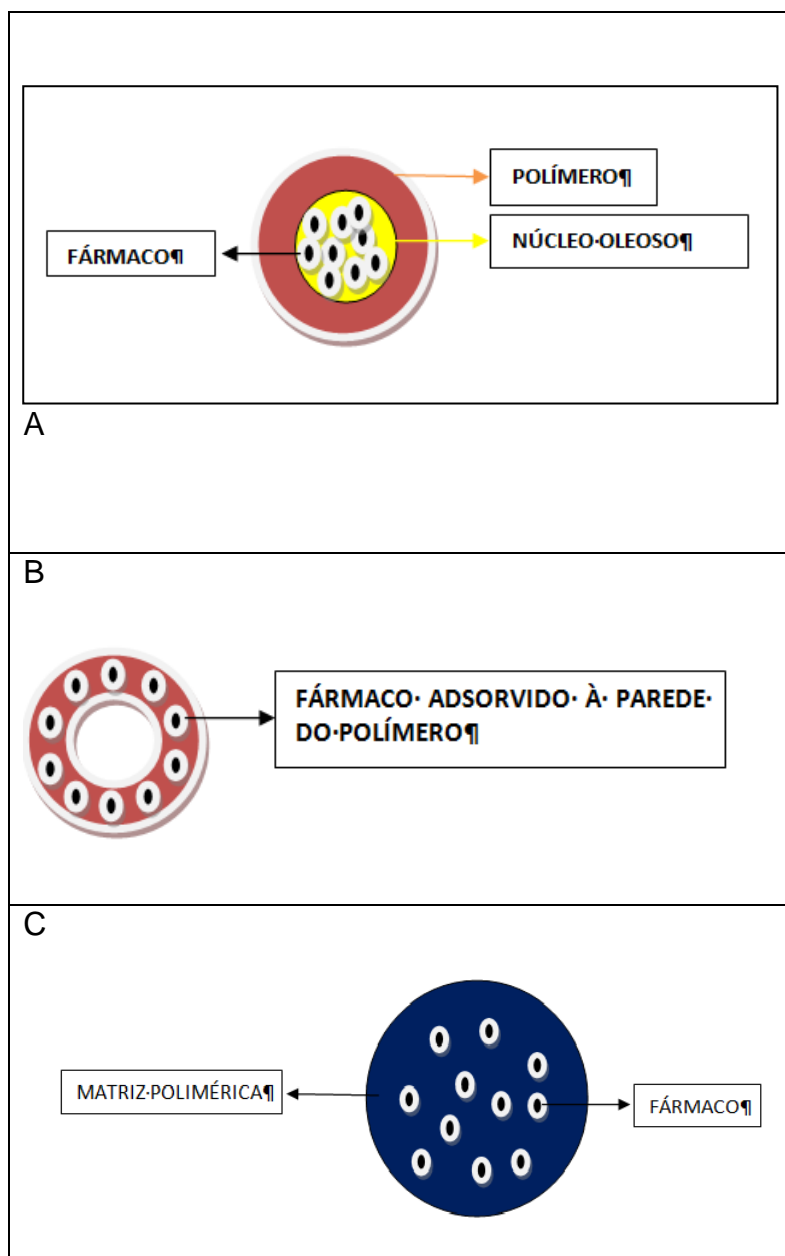 POLÍMERO¶
FÁRMACO¶
NÚCLEO·OLEOSO¶
A
B
FÁRMACO· ADSORVIDO· À· PAREDE·
DO·POLÍMERO¶
C
MATRIZ·POLIMÉRICA¶
FÁRMACO¶